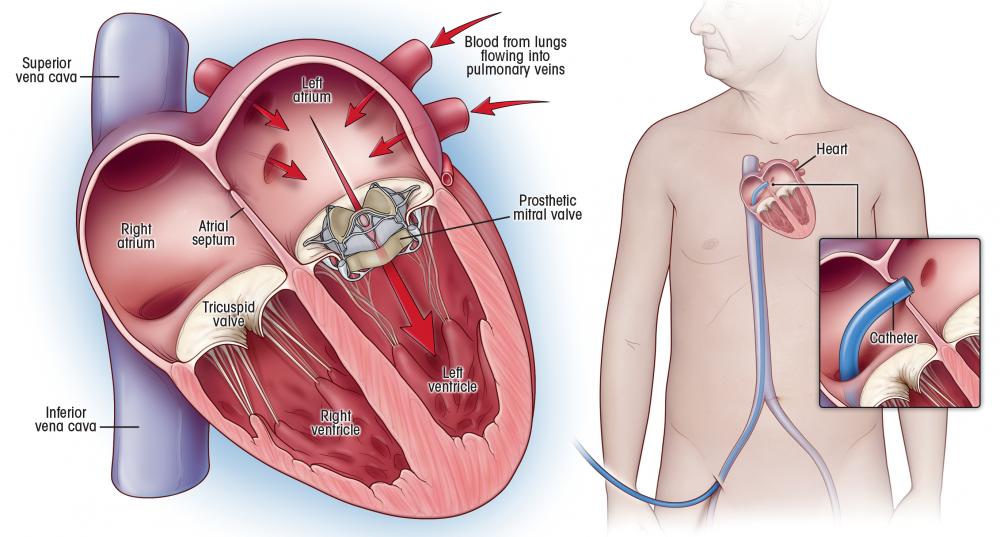 Superior
vena cava
Blood from lungs
flowing into
pulmonary veins
Left
atrium
Prosthetic
mitral valve
Right
atrium
Atrial
septum
Tricuspid
valve
Left
ventricle
Right
ventricle
Inferior
vena cava
Heart
Catheter